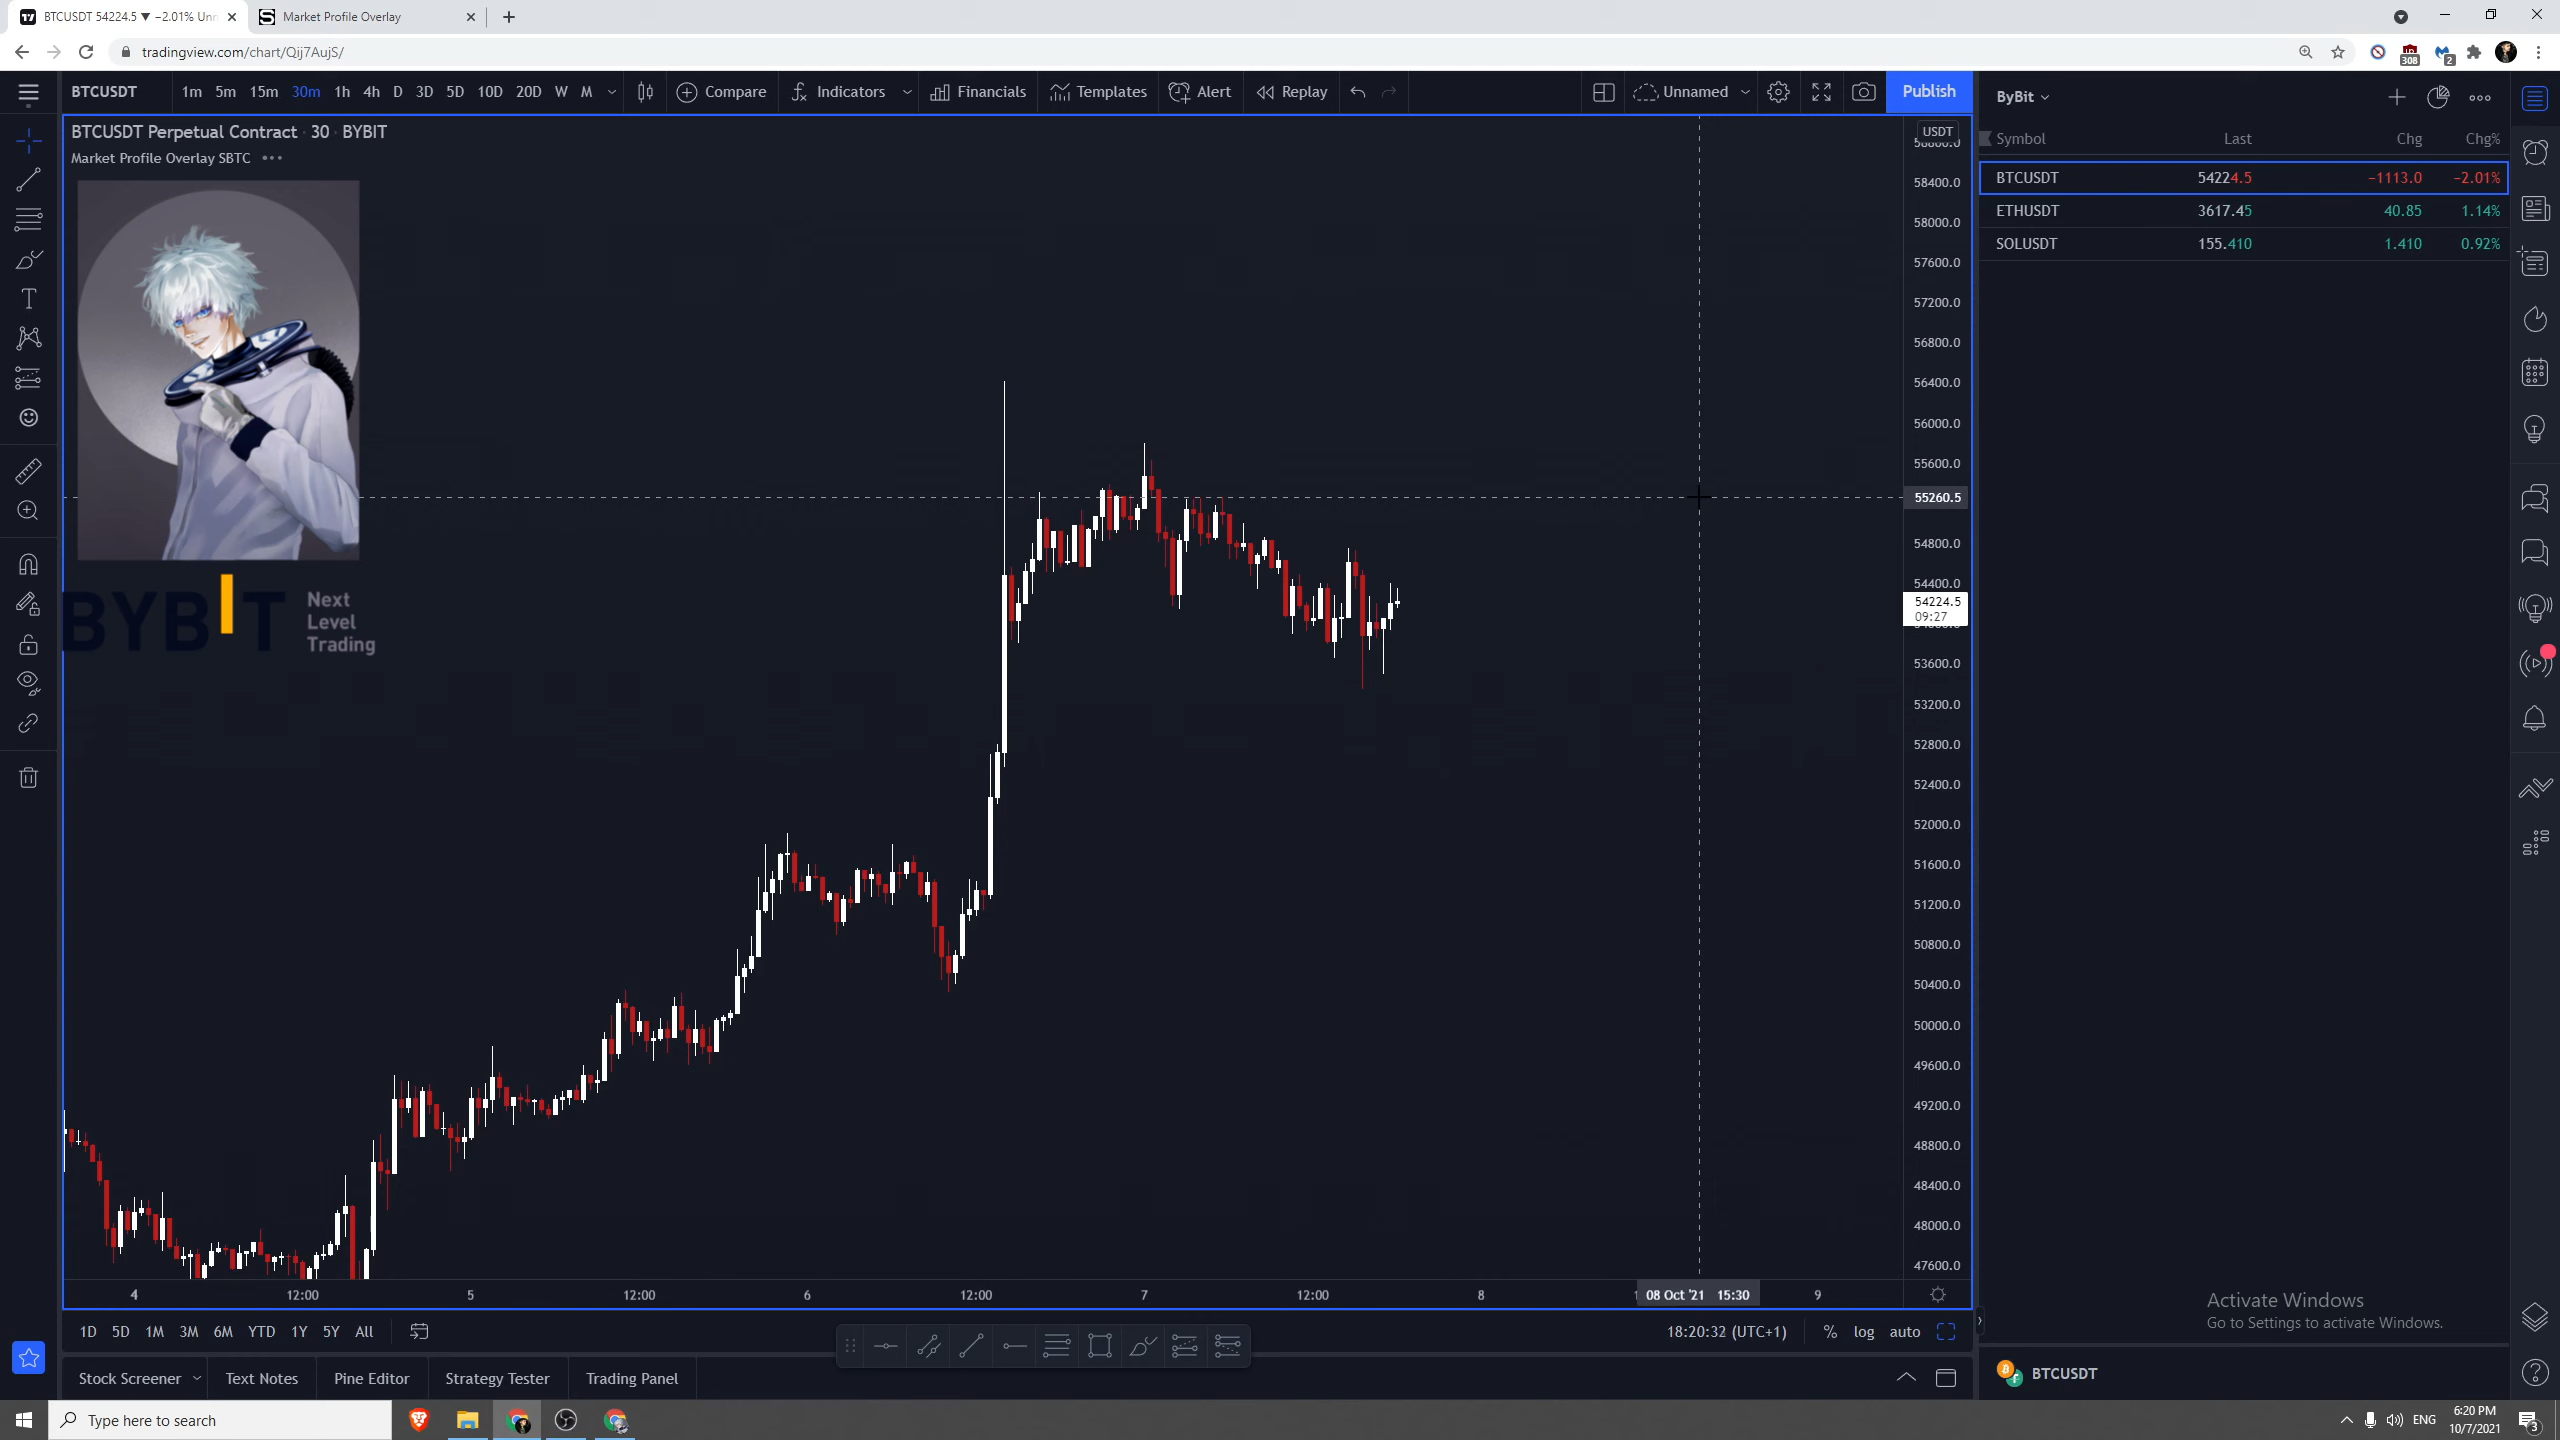 BTCUSDT 54224.5 ▼ −2.01% Unn
Market Profile Overlay
tradingview.com/chart/Qij7AujS/
308
2
BTCUSDT 1m 5m 15m 30m 1h 4h D 3D 5D 10D 20D W M Compare Indicators Financials Templates Alert Replay Unnamed Publish
BTCUSDT Perpetual Contract · 30 · BYBIT
Market Profile Overlay SBTC
BYBIT Next
Level
Trading
USDT
58800.0
58400.0
58000.0
57600.0
57200.0
56800.0
56400.0
56000.0
55600.0
55260.5
54800.0
54400.0
54224.5
09:27
53600.0
53200.0
52800.0
52400.0
52000.0
51600.0
51200.0
50800.0
50400.0
50000.0
49600.0
49200.0
48800.0
48400.0
48000.0
47600.0
4 12:00 5 12:00 6 12:00 7 12:00 8 08 Oct '21 15:30 9
1D 5D 1M 3M 6M YTD 1Y 5Y All
18:20:32 (UTC+1) % log auto
Stock Screener Text Notes Pine Editor Strategy Tester Trading Panel
ByBit
Symbol Last Chg Chg%
BTCUSDT 54224.5 −1113.0 −2.01%
ETHUSDT 3617.45 40.85 1.14%
SOLUSDT 155.410 1.410 0.92%
Activate Windows
Go to Settings to activate Windows.
BTCUSDT
Type here to search
ENG
6:20 PM
10/7/2021
3